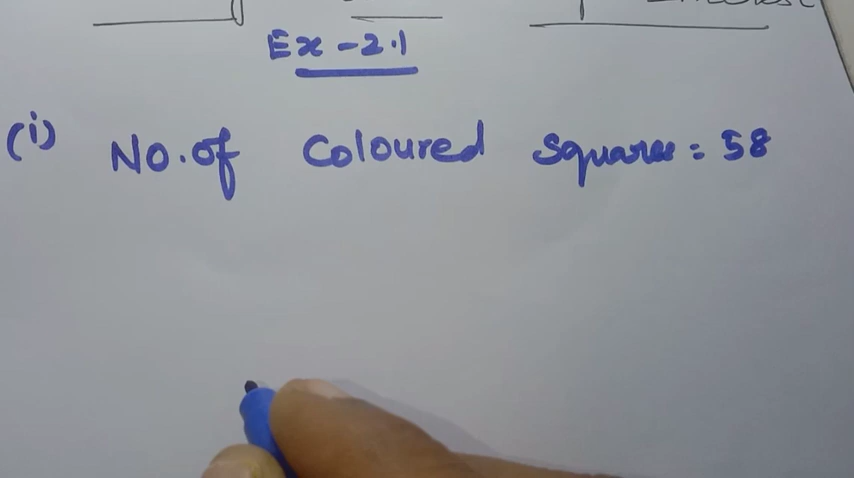 Ex - 2.1
(i) No. of Coloured Squares = 58